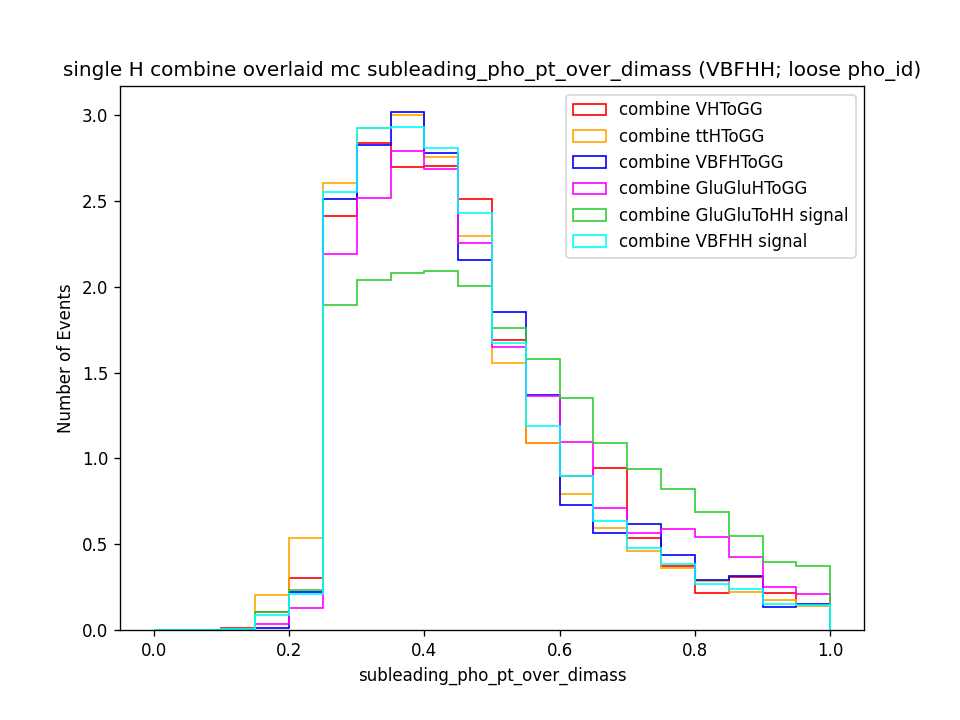 single H combine overlaid mc subleading_pho_pt_over_dimass (VBFHH; loose pho_id)
combine VHToGG
combine ttHToGG
combine VBFHToGG
combine GluGluHToGG
combine GluGluToHH signal
combine VBFHH signal
Number of Events
3.0
2.5
2.0
1.5
1.0
0.5
0.0
0.0 0.2 0.4 0.6 0.8 1.0
subleading_pho_pt_over_dimass